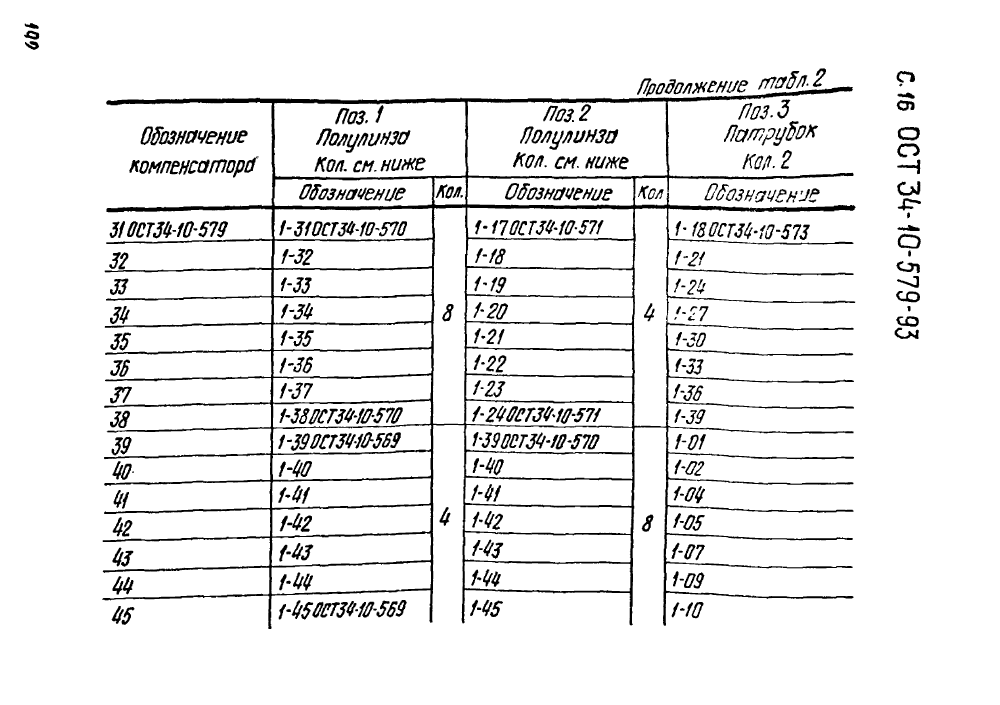 199
С.16 ОСТ 34-10-579-93
Продолжение табл. 2
Обозначение компенсатора | Поз. 1 Полулинза Кол. см. ниже | Поз. 2 Полулинза Кол. см. ниже | Поз. 3 Патрубок Кол. 2
Обозначение | Кол. | Обозначение | Кол | Обозначение
31 ОСТ34-10-579 | 1-31 ОСТ34-10-570 | 8 | 1-17 ОСТ34-10-571 | 4 | 1-18 ОСТ34-10-573
32 | 1-32 | 1-18 | 1-21
33 | 1-33 | 1-19 | 1-24
34 | 1-34 | 1-20 | 1-27
35 | 1-35 | 1-21 | 1-30
36 | 1-36 | 1-22 | 1-33
37 | 1-37 | 1-23 | 1-36
38 | 1-38 ОСТ34-10-570 | 1-24 ОСТ34-10-571 | 1-39
39 | 1-39 ОСТ34-10-569 | 4 | 1-39 ОСТ34-10-570 | 8 | 1-01
40 | 1-40 | 1-40 | 1-02
41 | 1-41 | 1-41 | 1-04
42 | 1-42 | 1-42 | 1-05
43 | 1-43 | 1-43 | 1-07
44 | 1-44 | 1-44 | 1-09
45 | 1-45 ОСТ34-10-569 | 1-45 | 1-10